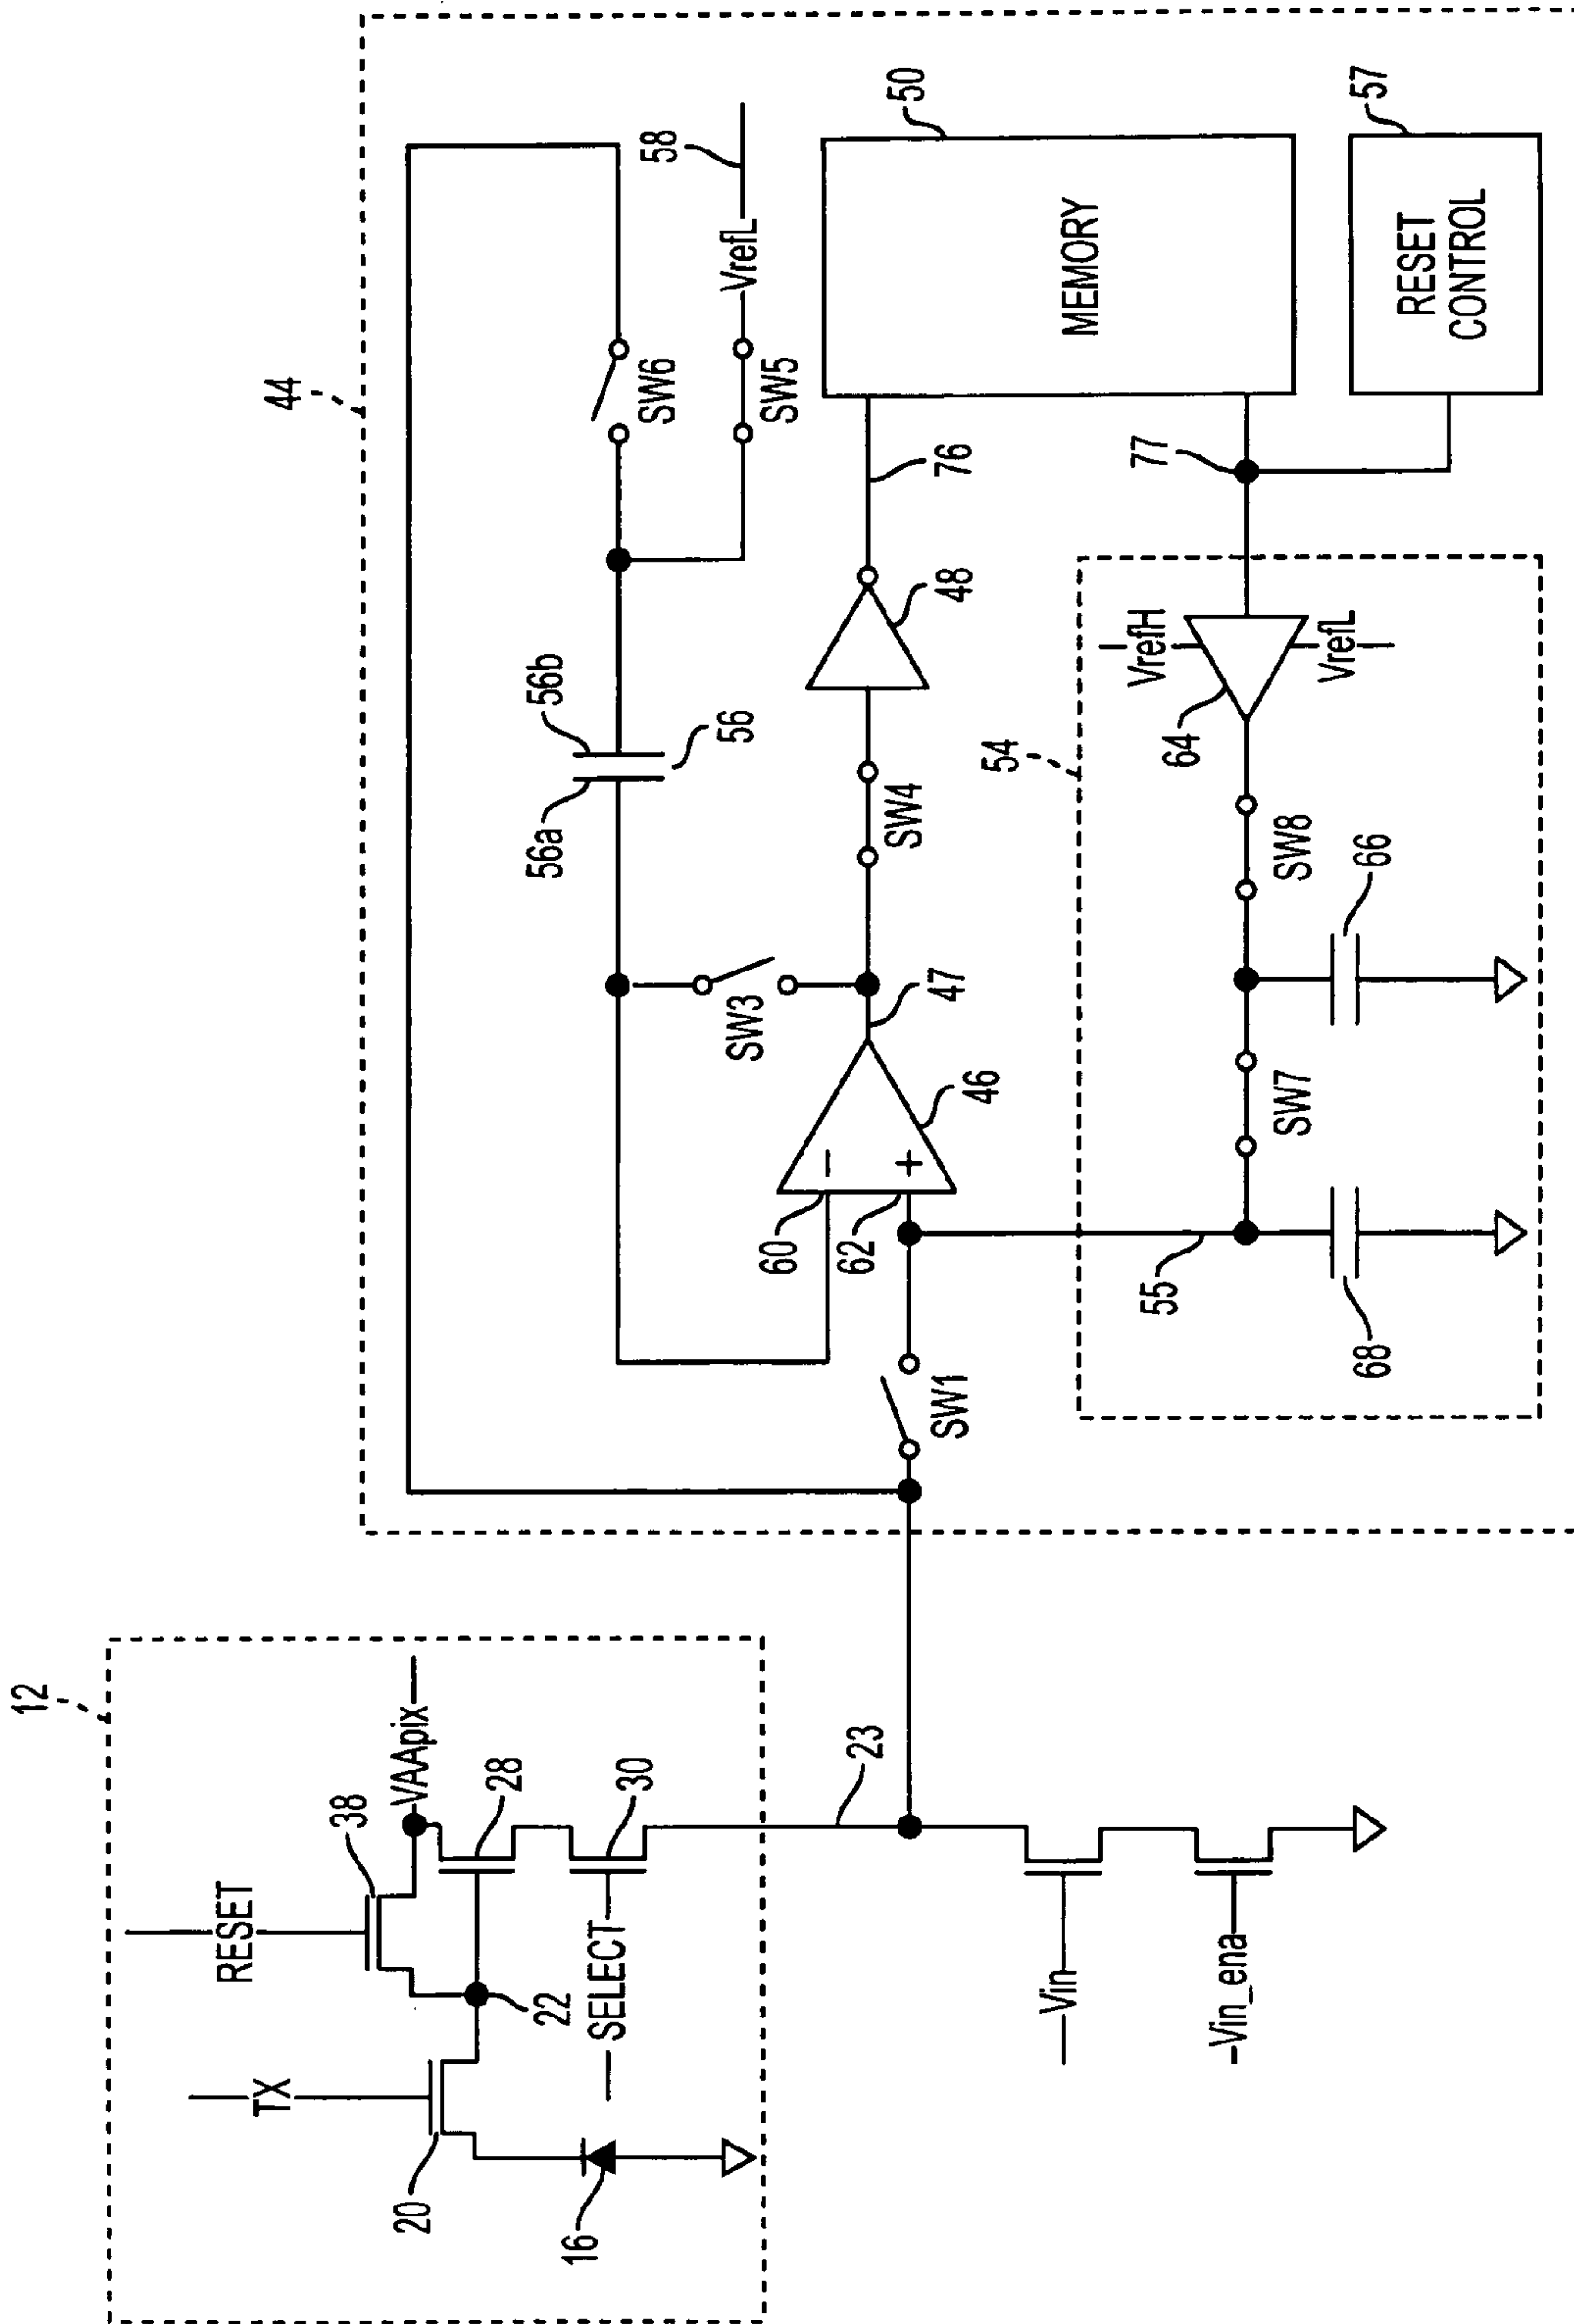 44
58
VrefL
SW6
SW5
56b
56a
56
50
MEMORY
57
RESET
CONTROL
76
77
48
SW4
SW3
47
46
60
−
+
62
SW1
54
VrefH
VrefL
64
SW8
66
SW7
55
68
12
VAApix
38
RESET
28
30
23
TX
22
SELECT
20
16
Vin
Vin_ena